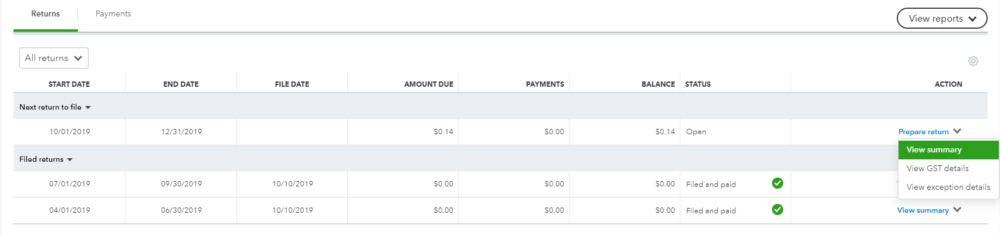 Returns Payments View reports
All returns
START DATE END DATE FILE DATE AMOUNT DUE PAYMENTS BALANCE STATUS ACTION
Next return to file
10/01/2019 12/31/2019 $0.14 $0.00 $0.14 Open Prepare return
View summary
Filed returns
View GST details
07/01/2019 09/30/2019 10/10/2019 $0.00 $0.00 $0.00 Filed and paid
View exception details
04/01/2019 06/30/2019 10/10/2019 $0.00 $0.00 $0.00 Filed and paid View summary